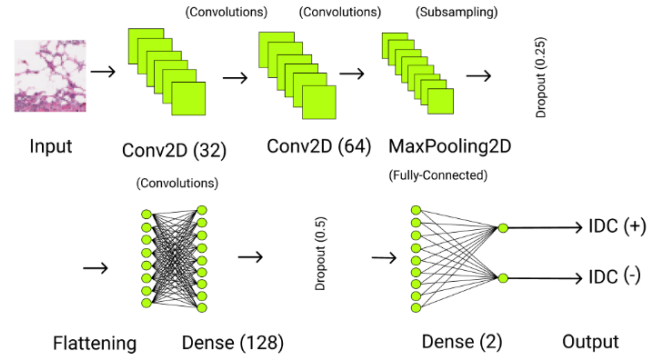 (Convolutions) (Convolutions) (Subsampling)
Dropout (0.25)
Input Conv2D (32) Conv2D (64) MaxPooling2D
(Convolutions) (Fully-Connected)
Dropout (0.5)
IDC (+)
IDC (-)
Flattening Dense (128) Dense (2) Output